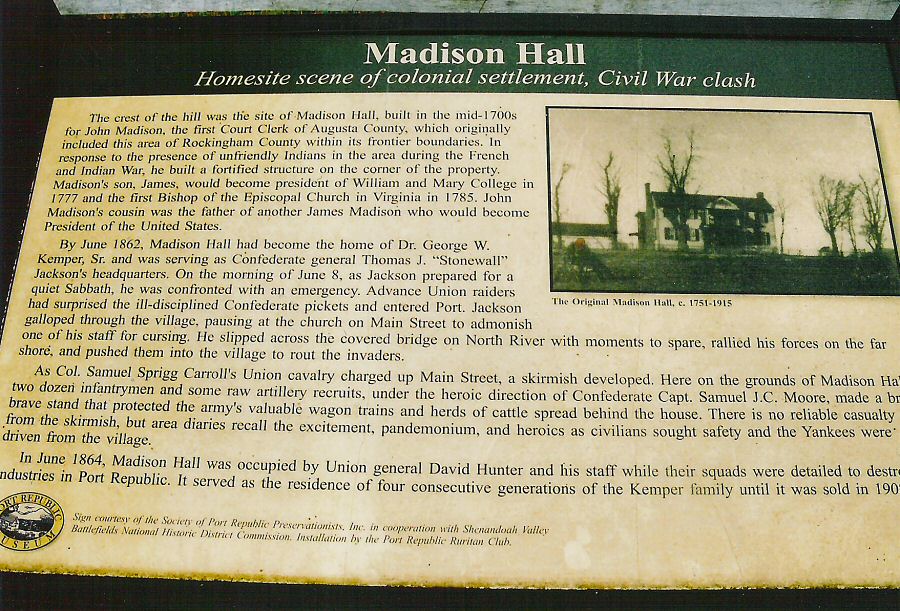 Madison Hall
Homesite scene of colonial settlement, Civil War clash
The crest of the hill was the site of Madison Hall, built in the mid-1700s
for John Madison, the first Court Clerk of Augusta County, which originally
included this area of Rockingham County within its frontier boundaries. In
response to the presence of unfriendly Indians in the area during the French
and Indian War, he built a fortified structure on the corner of the property.
Madison's son, James, would become president of William and Mary College in
1777 and the first Bishop of the Episcopal Church in Virginia in 1785. John
Madison's cousin was the father of another James Madison who would become
President of the United States.
The Original Madison Hall, c. 1751-1915
By June 1862, Madison Hall had become the home of Dr. George W.
Kemper, Sr. and was serving as Confederate general Thomas J. "Stonewall"
Jackson's headquarters. On the morning of June 8, as Jackson prepared for a
quiet Sabbath, he was confronted with an emergency. Advance Union raiders
had surprised the ill-disciplined Confederate pickets and entered Port. Jackson
galloped through the village, pausing at the church on Main Street to admonish
one of his staff for cursing. He slipped across the covered bridge on North River with moments to spare, rallied his forces on the far
shore, and pushed them into the village to rout the invaders.
As Col. Samuel Sprigg Carroll's Union cavalry charged up Main Street, a skirmish developed. Here on the grounds of Madison Ha
two dozen infantrymen and some raw artillery recruits, under the heroic direction of Confederate Capt. Samuel J.C. Moore, made a br
brave stand that protected the army's valuable wagon trains and herds of cattle spread behind the house. There is no reliable casualty
from the skirmish, but area diaries recall the excitement, pandemonium, and heroics as civilians sought safety and the Yankees were
driven from the village.
In June 1864, Madison Hall was occupied by Union general David Hunter and his staff while their squads were detailed to destr
ndustries in Port Republic. It served as the residence of four consecutive generations of the Kemper family until it was sold in 190
ORT REPUBLIC
USEUM
Sign courtesy of the Society of Port Republic Preservationists, Inc. in cooperation with Shenandoah Valley
Battlefields National Historic District Commission. Installation by the Port Republic Ruritan Club.